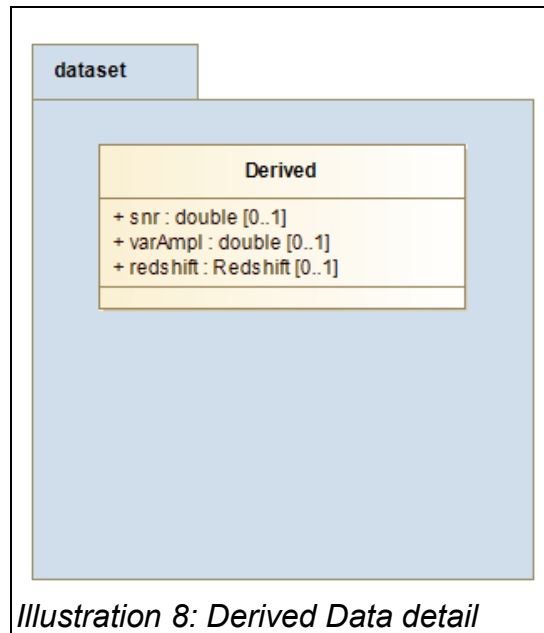 dataset
Derived
+ snr : double [0..1]
+ varAmpl : double [0..1]
+ redshift : Redshift [0..1]
Illustration 8: Derived Data detail